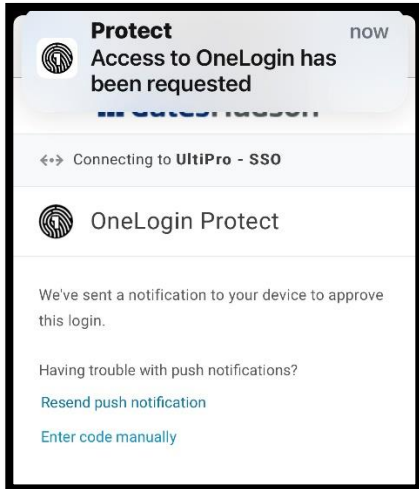 Protect now
Access to OneLogin has
been requested
Connecting to UltiPro - SSO
OneLogin Protect
We've sent a notification to your device to approve
this login.
Having trouble with push notifications?
Resend push notification
Enter code manually